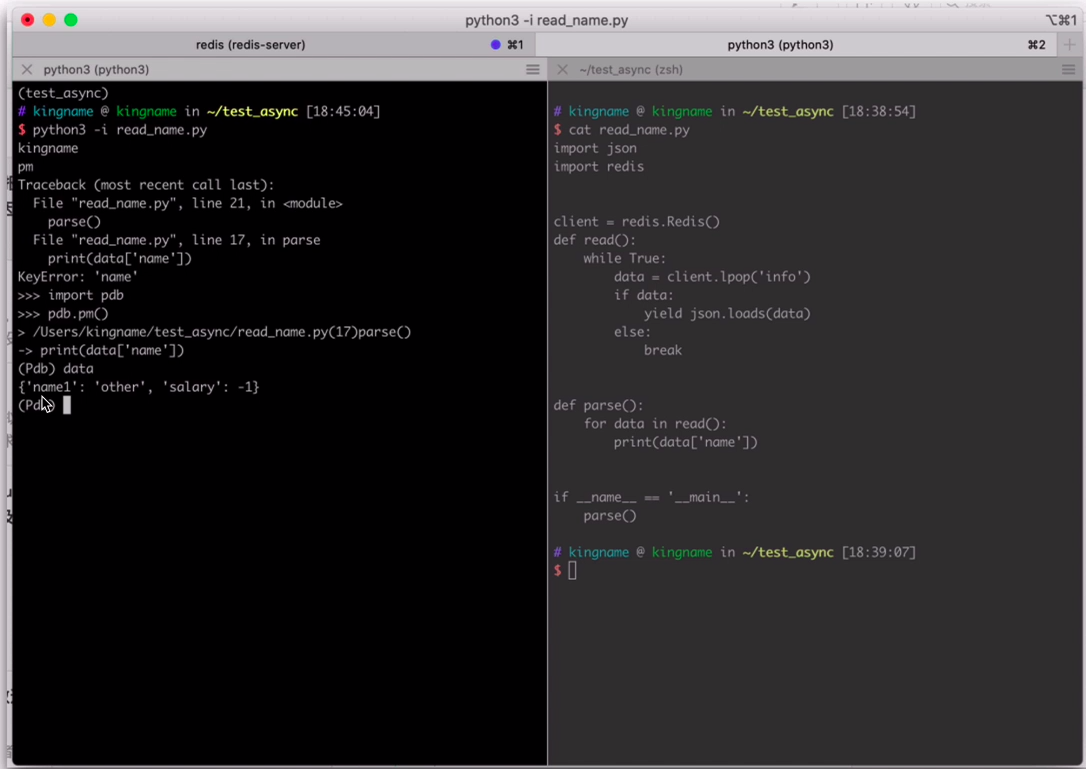 python3 -i read_name.py
⌥⌘1
redis (redis-server)
⌘1
python3 (python3)
⌘2
python3 (python3)
~/test_async (zsh)
(test_async)
# kingname @ kingname in ~/test_async [18:45:04]
$ python3 -i read_name.py
kingname
pm
Traceback (most recent call last):
  File "read_name.py", line 21, in <module>
    parse()
  File "read_name.py", line 17, in parse
    print(data['name'])
KeyError: 'name'
>>> import pdb
>>> pdb.pm()
> /Users/kingname/test_async/read_name.py(17)parse()
-> print(data['name'])
(Pdb) data
{'name1': 'other', 'salary': -1}
(Pdb)
# kingname @ kingname in ~/test_async [18:38:54]
$ cat read_name.py
import json
import redis
client = redis.Redis()
def read():
    while True:
        data = client.lpop('info')
        if data:
            yield json.loads(data)
        else:
            break
def parse():
    for data in read():
        print(data['name'])
if __name__ == '__main__':
    parse()
# kingname @ kingname in ~/test_async [18:39:07]
$